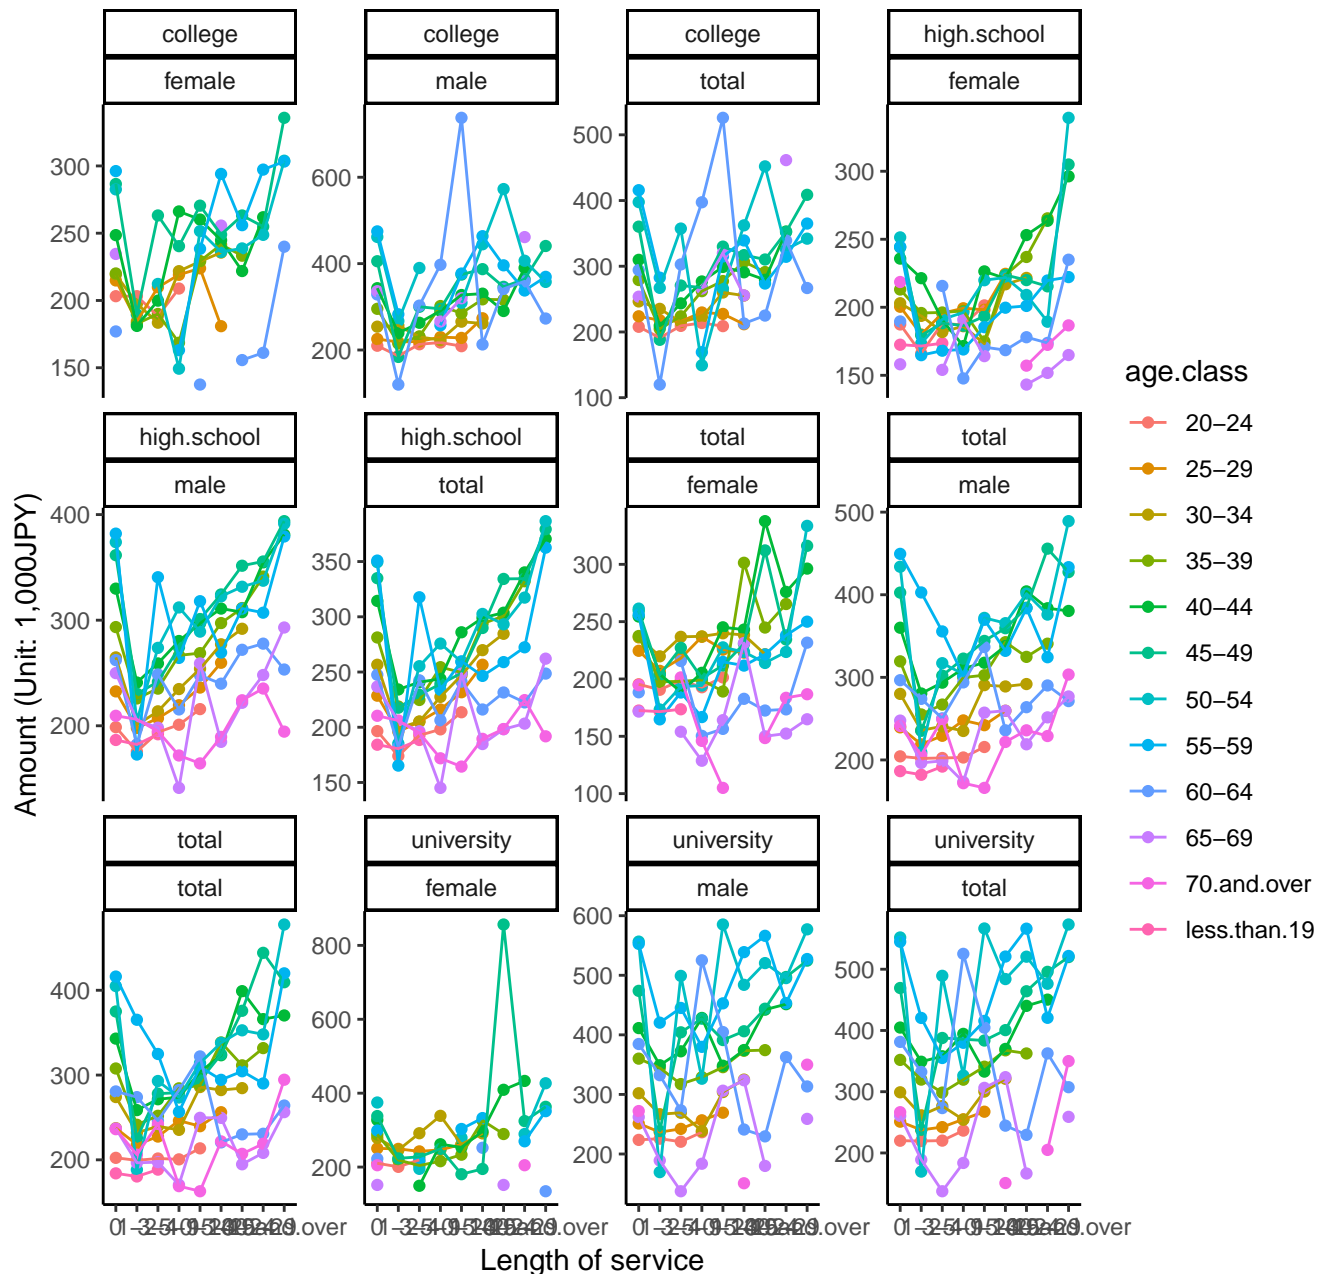 college
college
college
high.school
female
male
total
female
300
250
200
150
600
400
200
500
400
300
200
100
300
250
200
150
high.school
high.school
total
total
male
total
female
male
400
300
200
350
300
250
200
150
300
250
200
150
100
500
400
300
200
total
university
university
university
total
female
male
total
400
300
200
800
600
400
200
600
500
400
300
200
500
400
300
200
Length of service
Amount (Unit: 1,000JPY)
age.class
20−24
25−29
30−34
35−39
40−44
45−49
50−54
55−59
60−64
65−69
70.and.over
less.than.19